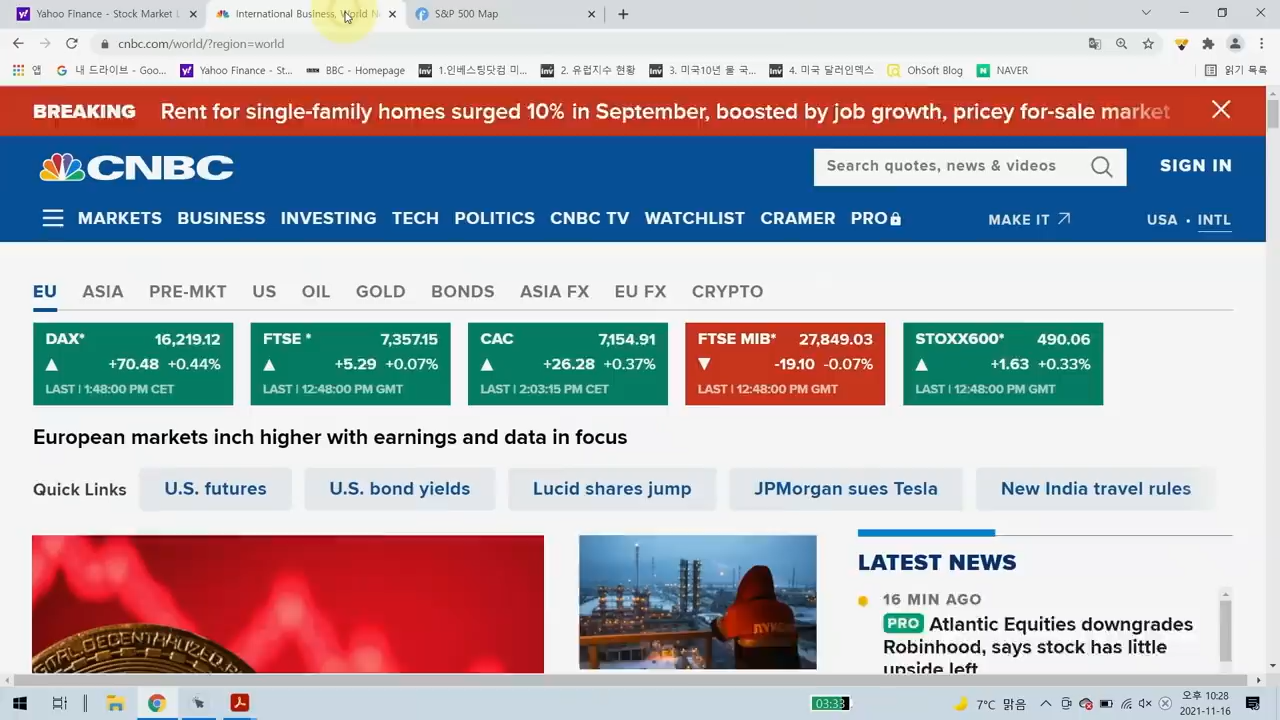 Yahoo Finance - Stock Market L
International Business, World N
S&P 500 Map
cnbc.com/world/?region=world
앱
내 드라이브 - Goo...
Yahoo Finance - St...
BBC - Homepage
1.인베스팅닷컴 미...
2. 유럽지수 현황
3. 미국10년 물 국...
4. 미국 달러인덱스
OhSoft Blog
NAVER
읽기 목록
BREAKING Rent for single-family homes surged 10% in September, boosted by job growth, pricey for-sale market
CNBC
Search quotes, news & videos
SIGN IN
MARKETS BUSINESS INVESTING TECH POLITICS CNBC TV WATCHLIST CRAMER PRO
MAKE IT
USA • INTL
EU ASIA PRE-MKT US OIL GOLD BONDS ASIA FX EU FX CRYPTO
DAX* 16,219.12
+70.48 +0.44%
LAST | 1:48:00 PM CET
FTSE * 7,357.15
+5.29 +0.07%
LAST | 12:48:00 PM GMT
CAC 7,154.91
+26.28 +0.37%
LAST | 2:03:15 PM CET
FTSE MIB* 27,849.03
-19.10 -0.07%
LAST | 12:48:00 PM GMT
STOXX600* 490.06
+1.63 +0.33%
LAST | 12:48:00 PM GMT
European markets inch higher with earnings and data in focus
Quick Links U.S. futures U.S. bond yields Lucid shares jump JPMorgan sues Tesla New India travel rules
LATEST NEWS
16 MIN AGO
PRO Atlantic Equities downgrades
Robinhood, says stock has little
upside left
03:33
7°C 맑음
오후 10:28
2021-11-16